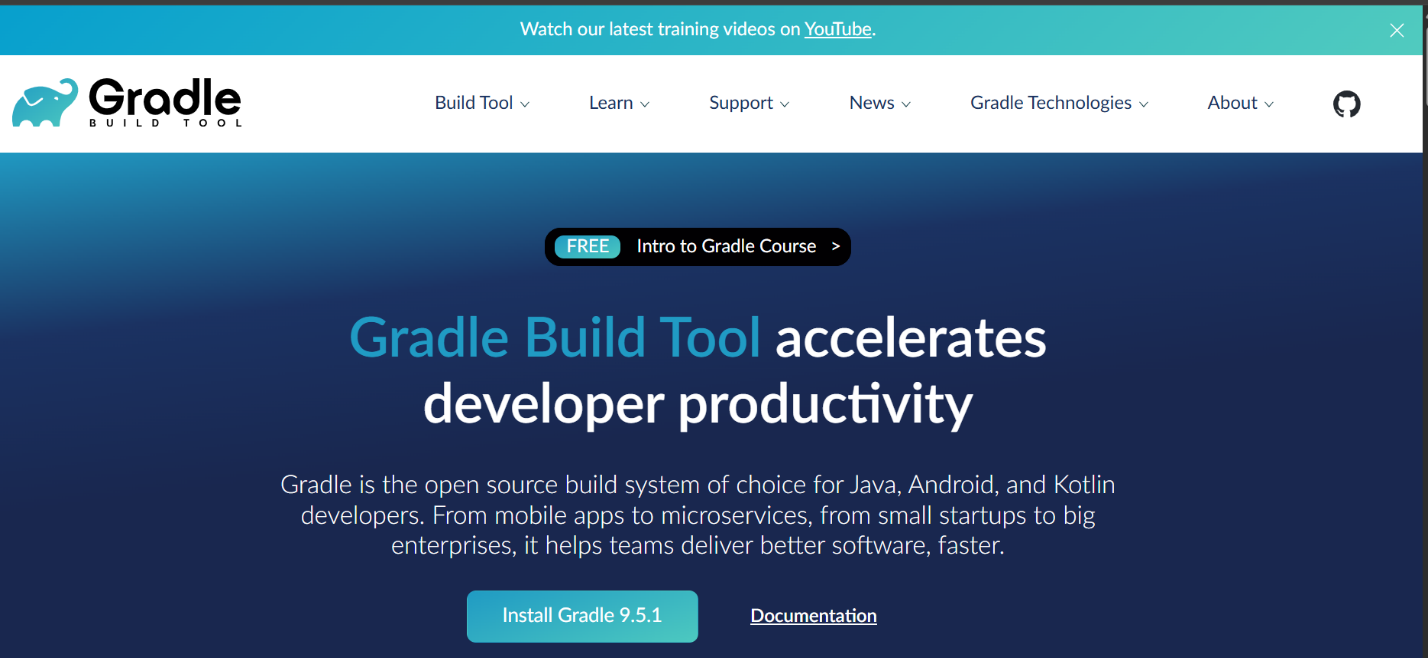 Watch our latest training videos on YouTube.
Gradle
BUILD TOOL
Build Tool
Learn
Support
News
Gradle Technologies
About
FREE Intro to Gradle Course >
Gradle Build Tool accelerates
developer productivity
Gradle is the open source build system of choice for Java, Android, and Kotlin
developers. From mobile apps to microservices, from small startups to big
enterprises, it helps teams deliver better software, faster.
Install Gradle 9.5.1
Documentation